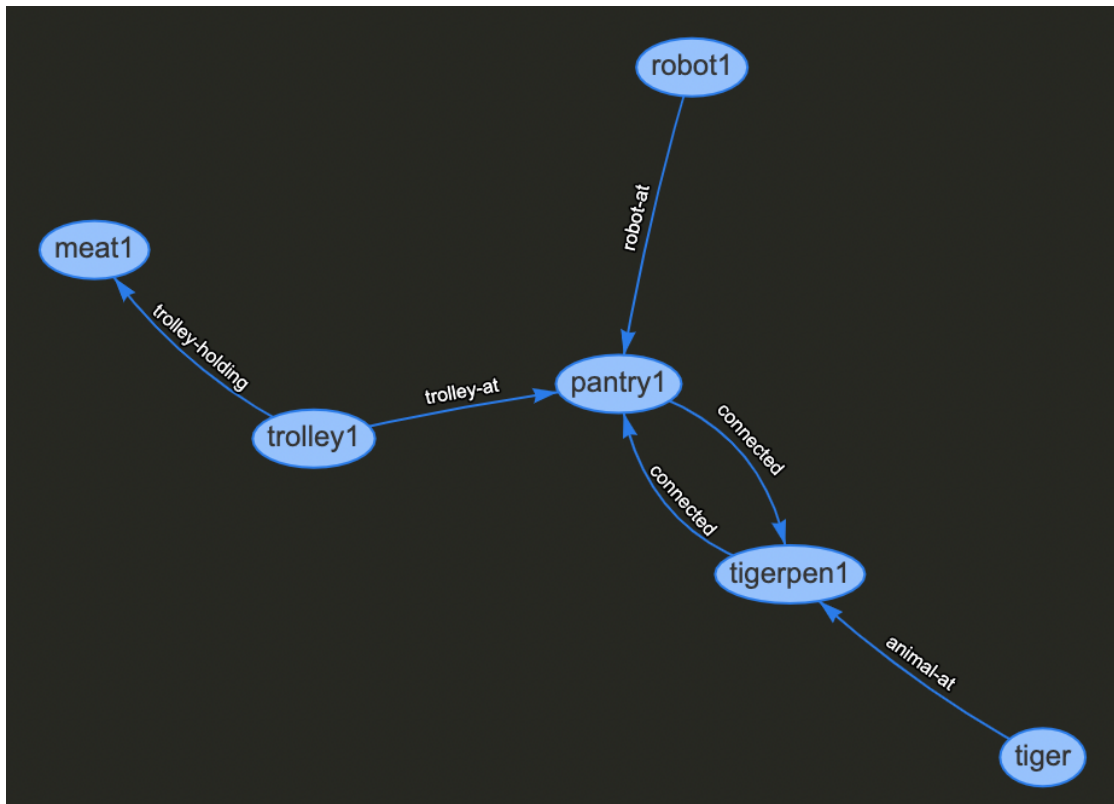 robot1
robot-at
meat1
trolley-holding
trolley-at
pantry1
trolley1
connected
connected
tigerpen1
animal-at
tiger